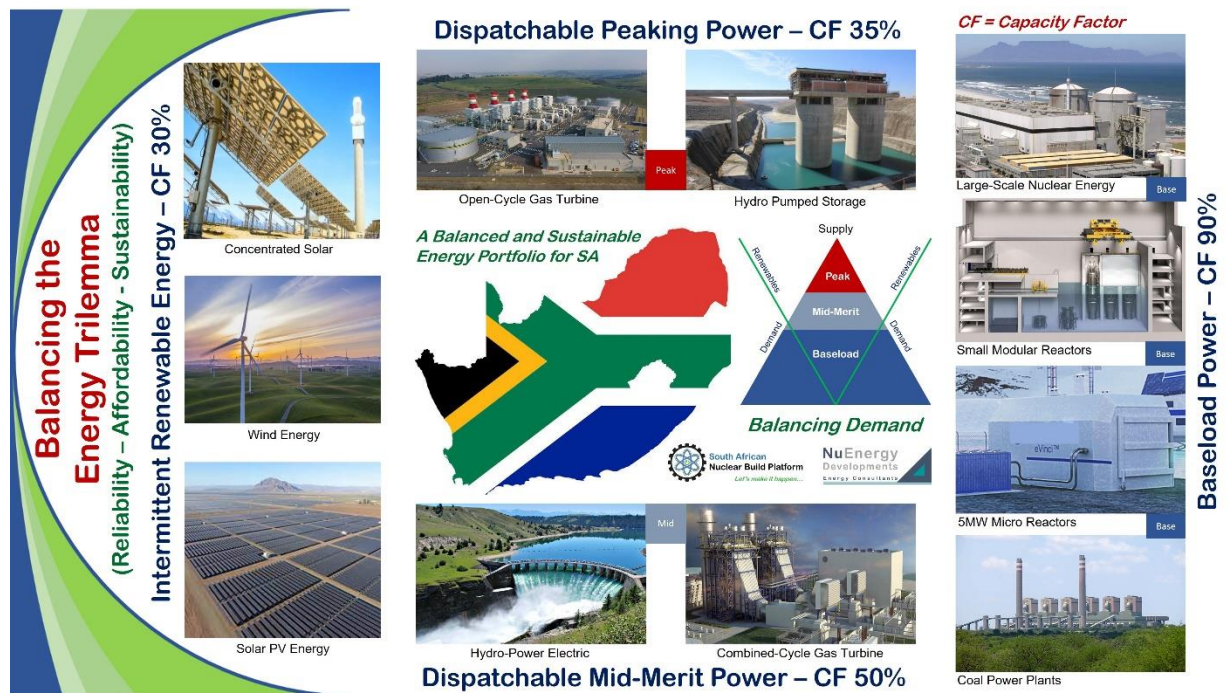 Balancing the
Energy Trilemma
(Reliability – Affordability - Sustainability)
Intermittent Renewable Energy – CF 30%
Concentrated Solar
Wind Energy
Solar PV Energy
Dispatchable Peaking Power – CF 35%
Open-Cycle Gas Turbine
Peak
Hydro Pumped Storage
A Balanced and Sustainable
Energy Portfolio for SA
Supply
Renewables
Renewables
Peak
Mid-Merit
Demand
Demand
Baseload
Balancing Demand
South African
Nuclear Build Platform
Let's make it happen...
NuEnergy
Developments
Energy Consultants
Mid
Hydro-Power Electric
Combined-Cycle Gas Turbine
Dispatchable Mid-Merit Power – CF 50%
CF = Capacity Factor
Large-Scale Nuclear Energy
Base
Small Modular Reactors
Base
eVinci™
5MW Micro Reactors
Base
Coal Power Plants
Baseload Power – CF 90%